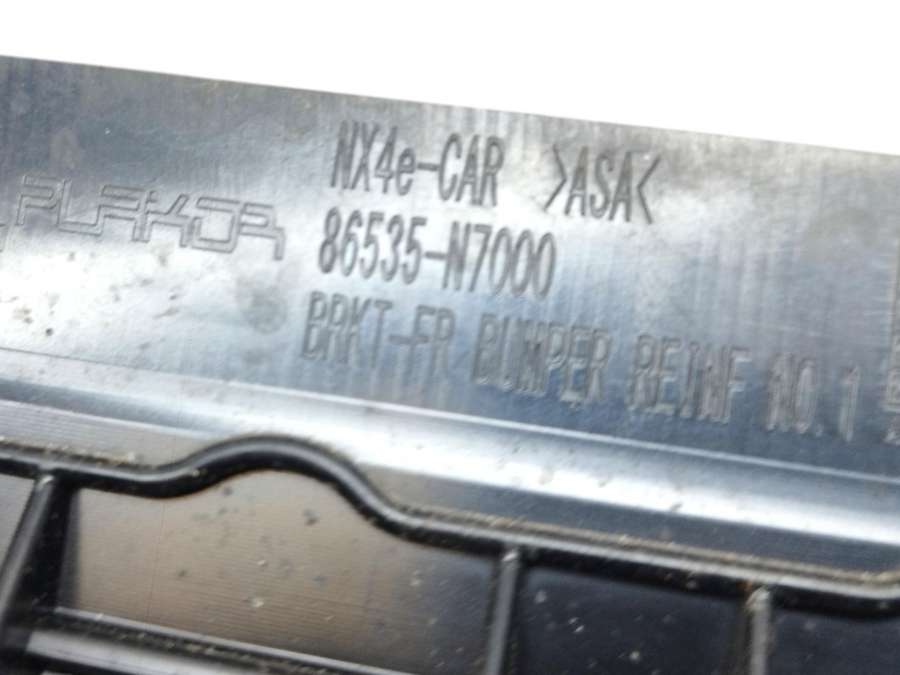 NX4e-CAR >ASA<
PLAKOR
86535-N7000
BRKT-FR BUMPER REINF NO.1